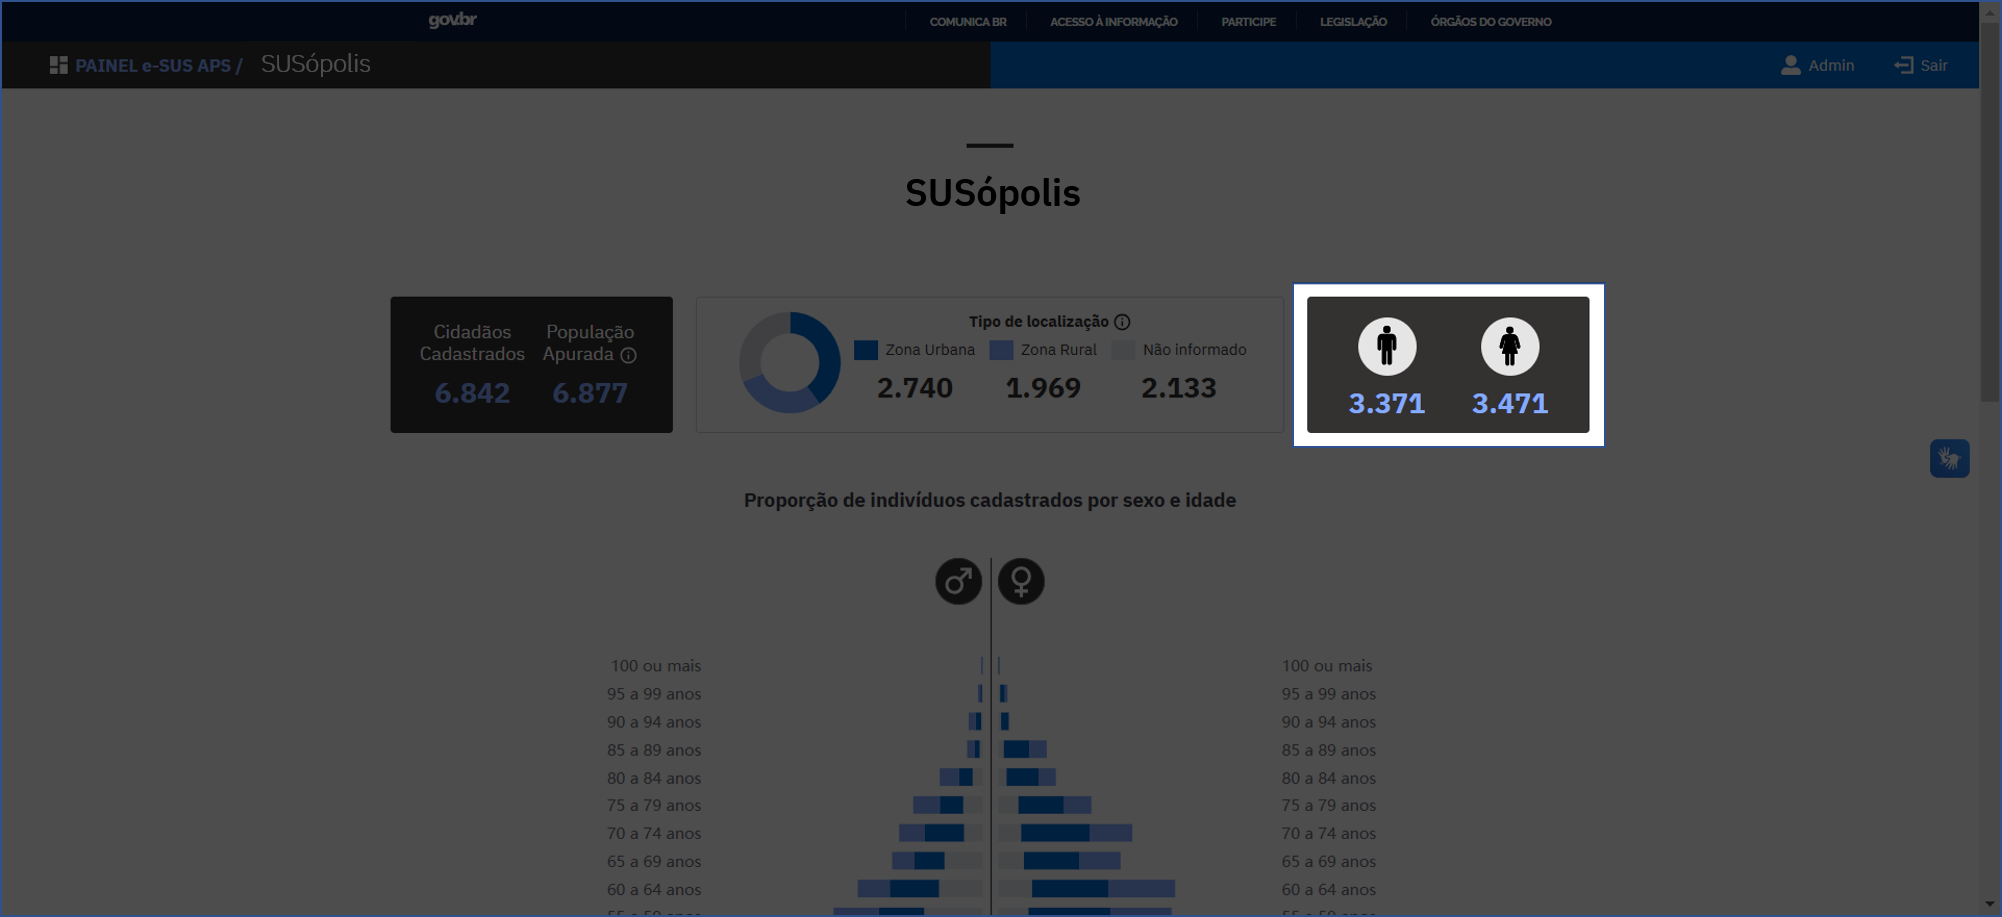 gov.br
COMUNICA BR
ACESSO À INFORMAÇÃO
PARTICIPE
LEGISLAÇÃO
ÓRGÃOS DO GOVERNO
PAINEL e-SUS APS / SUSópolis
Admin
Sair
SUSópolis
Cidadãos Cadastrados
6.842
População Apurada
6.877
Tipo de localização
Zona Urbana Zona Rural Não informado
2.740 1.969 2.133
3.371 3.471
Proporção de indivíduos cadastrados por sexo e idade
100 ou mais 100 ou mais
95 a 99 anos 95 a 99 anos
90 a 94 anos 90 a 94 anos
85 a 89 anos 85 a 89 anos
80 a 84 anos 80 a 84 anos
75 a 79 anos 75 a 79 anos
70 a 74 anos 70 a 74 anos
65 a 69 anos 65 a 69 anos
60 a 64 anos 60 a 64 anos